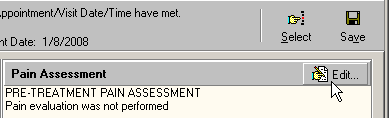 ppointment/Visit Date/Time have met.
nt Date: 1/8/2008
Select Save
Pain Assessment Edit...
PRE-TREATMENT PAIN ASSESSMENT
Pain evaluation was not performed